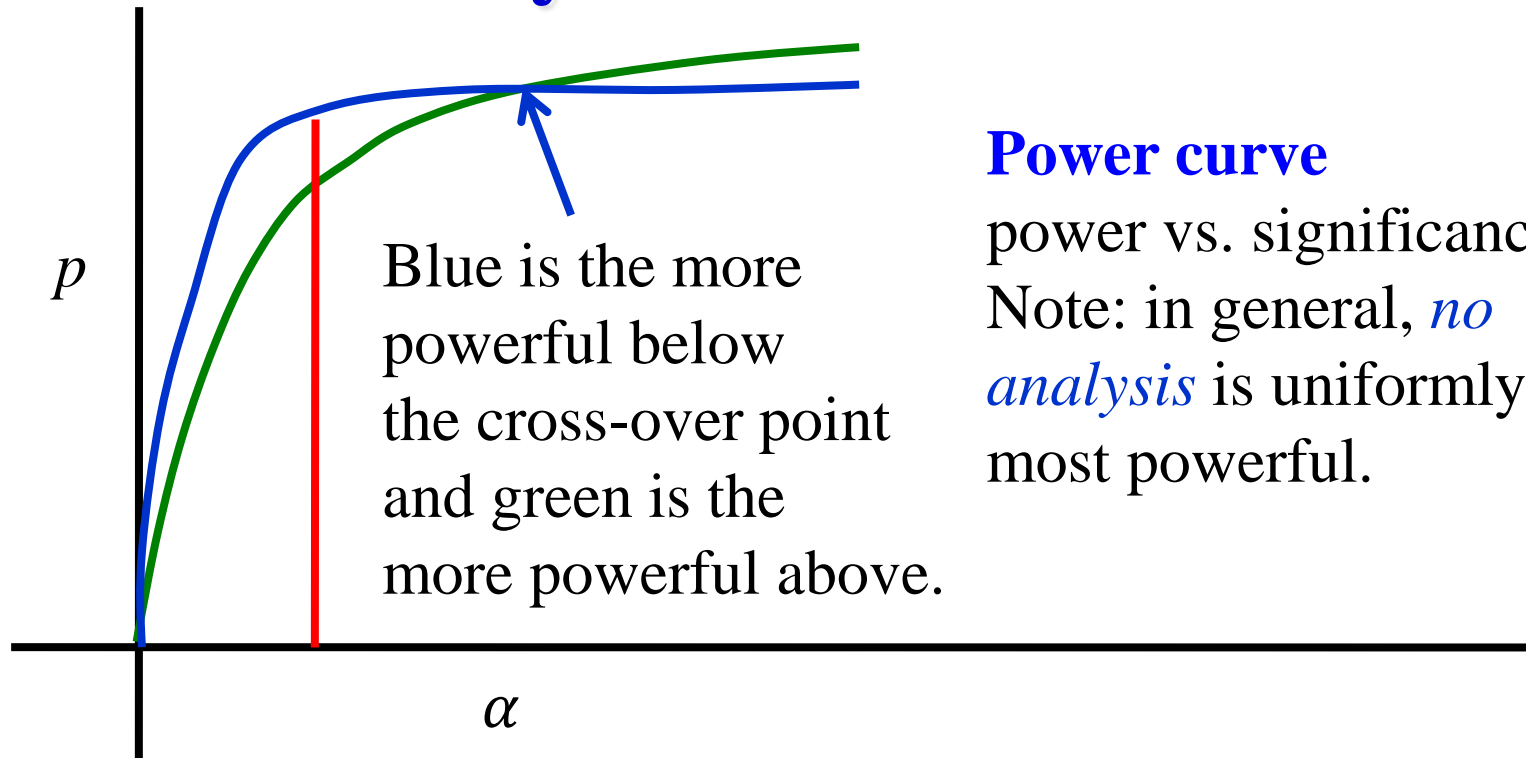 p
Blue is the more
powerful below
the cross-over point
and green is the
more powerful above.
α
Power curve
power vs. significanc
Note: in general, no
analysis is uniformly
most powerful.